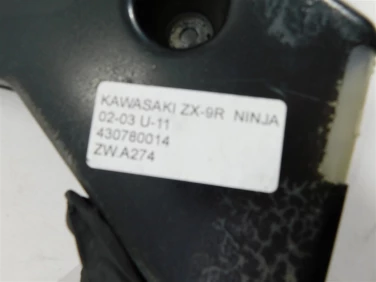 KAWASAKI ZX-9R NINJA
02-03 U-11
430780014
ZW.A274